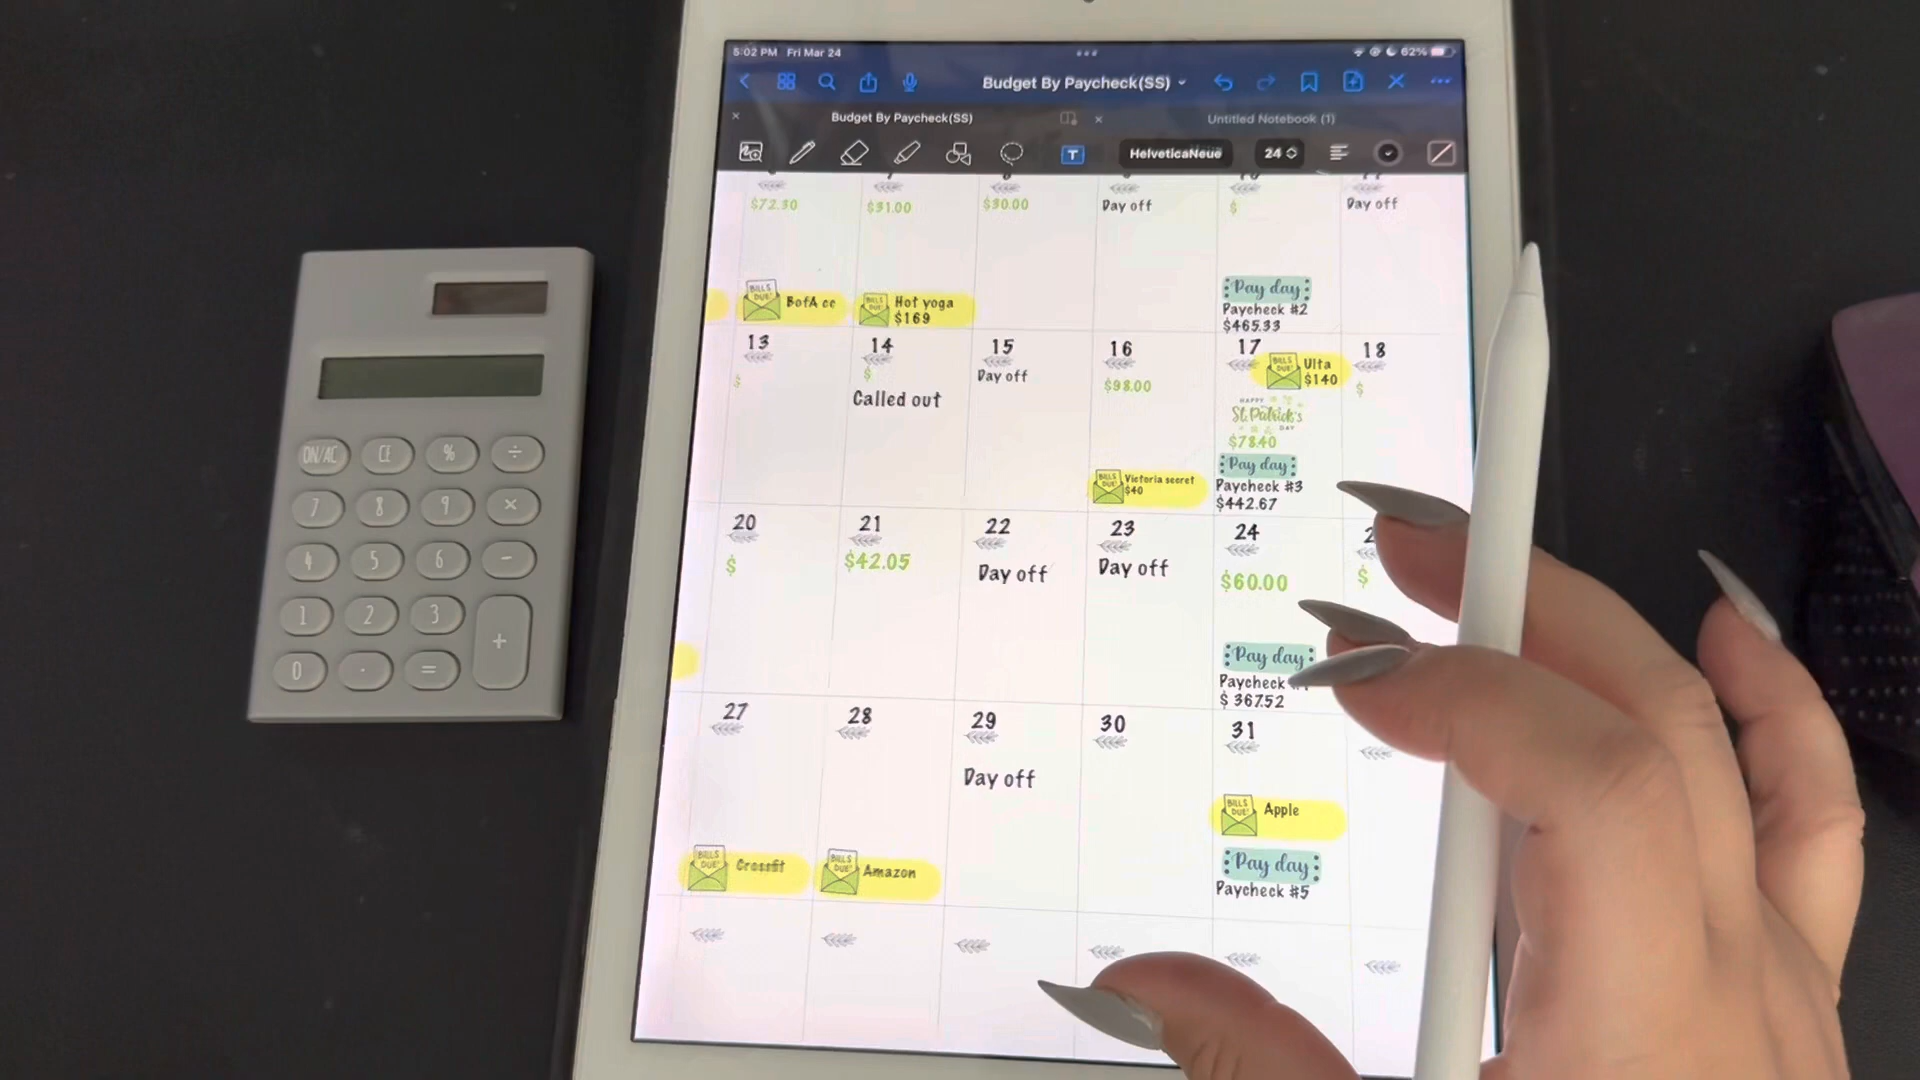 5:02 PM Fri Mar 24
62%
Budget By Paycheck(SS)
Budget By Paycheck(SS)
Untitled Notebook (1)
T
HelveticaNeue
24
$72.30
$31.00
$30.00
Day off
$
Day off
BILLS DUE!
BofA cc
BILLS DUE!
Hot yoga
$169
Pay day
Paycheck #2
$465.33
13
14
15
16
17
18
$
$
Called out
Day off
$98.00
BILLS DUE!
Ulta
$140
$
HAPPY
St. Patrick's
DAY
$78.40
BILLS DUE!
Victoria secret
$40
Pay day
Paycheck #3
$442.67
20
21
22
23
24
$
$42.05
Day off
Day off
$60.00
$
Pay day
Paycheck
$ 367.52
27
28
29
30
31
Day off
BILLS DUE!
Crossfit
BILLS DUE!
Amazon
BILLS DUE!
Apple
Pay day
Paycheck #5
ON/AC
CE
%
÷
7
8
9
×
4
5
6
−
1
2
3
+
0
·
=